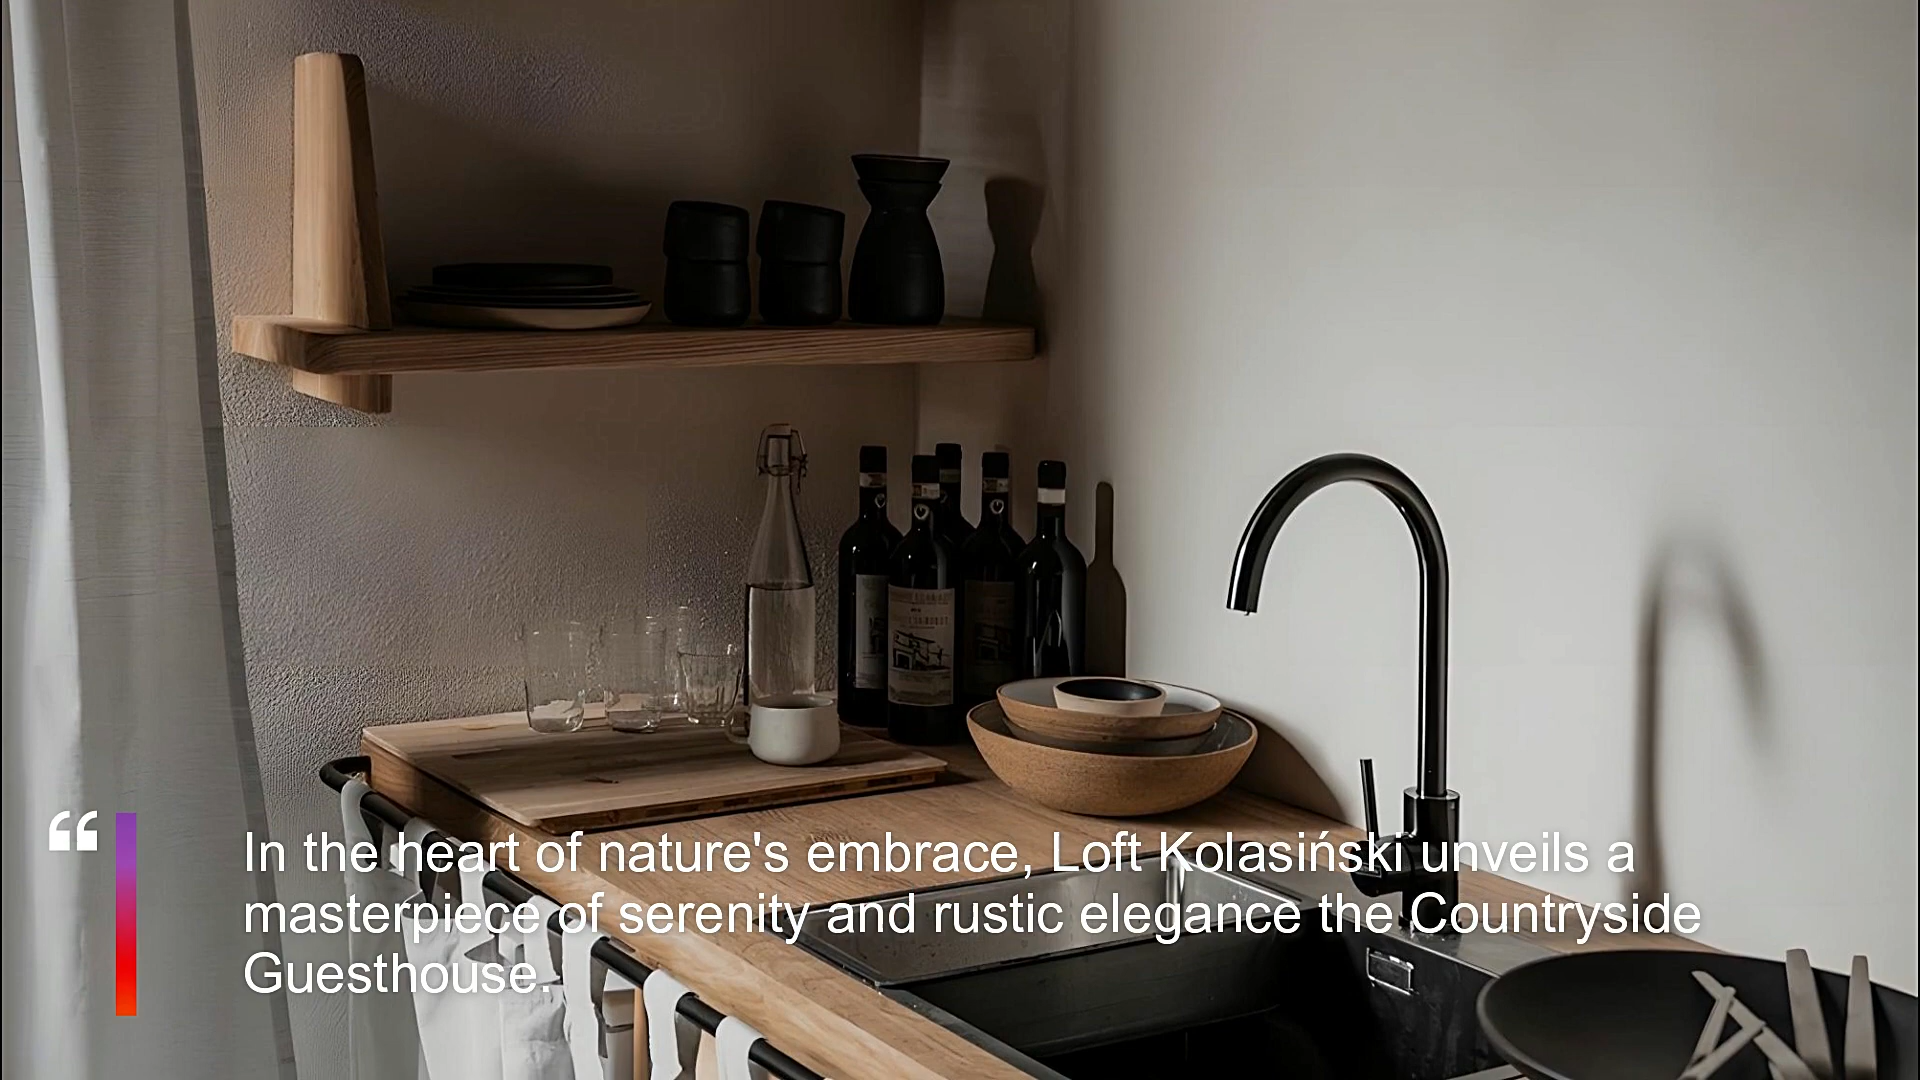 “
In the heart of nature's embrace, Loft Kolasiński unveils a
masterpiece of serenity and rustic elegance the Countryside
Guesthouse.